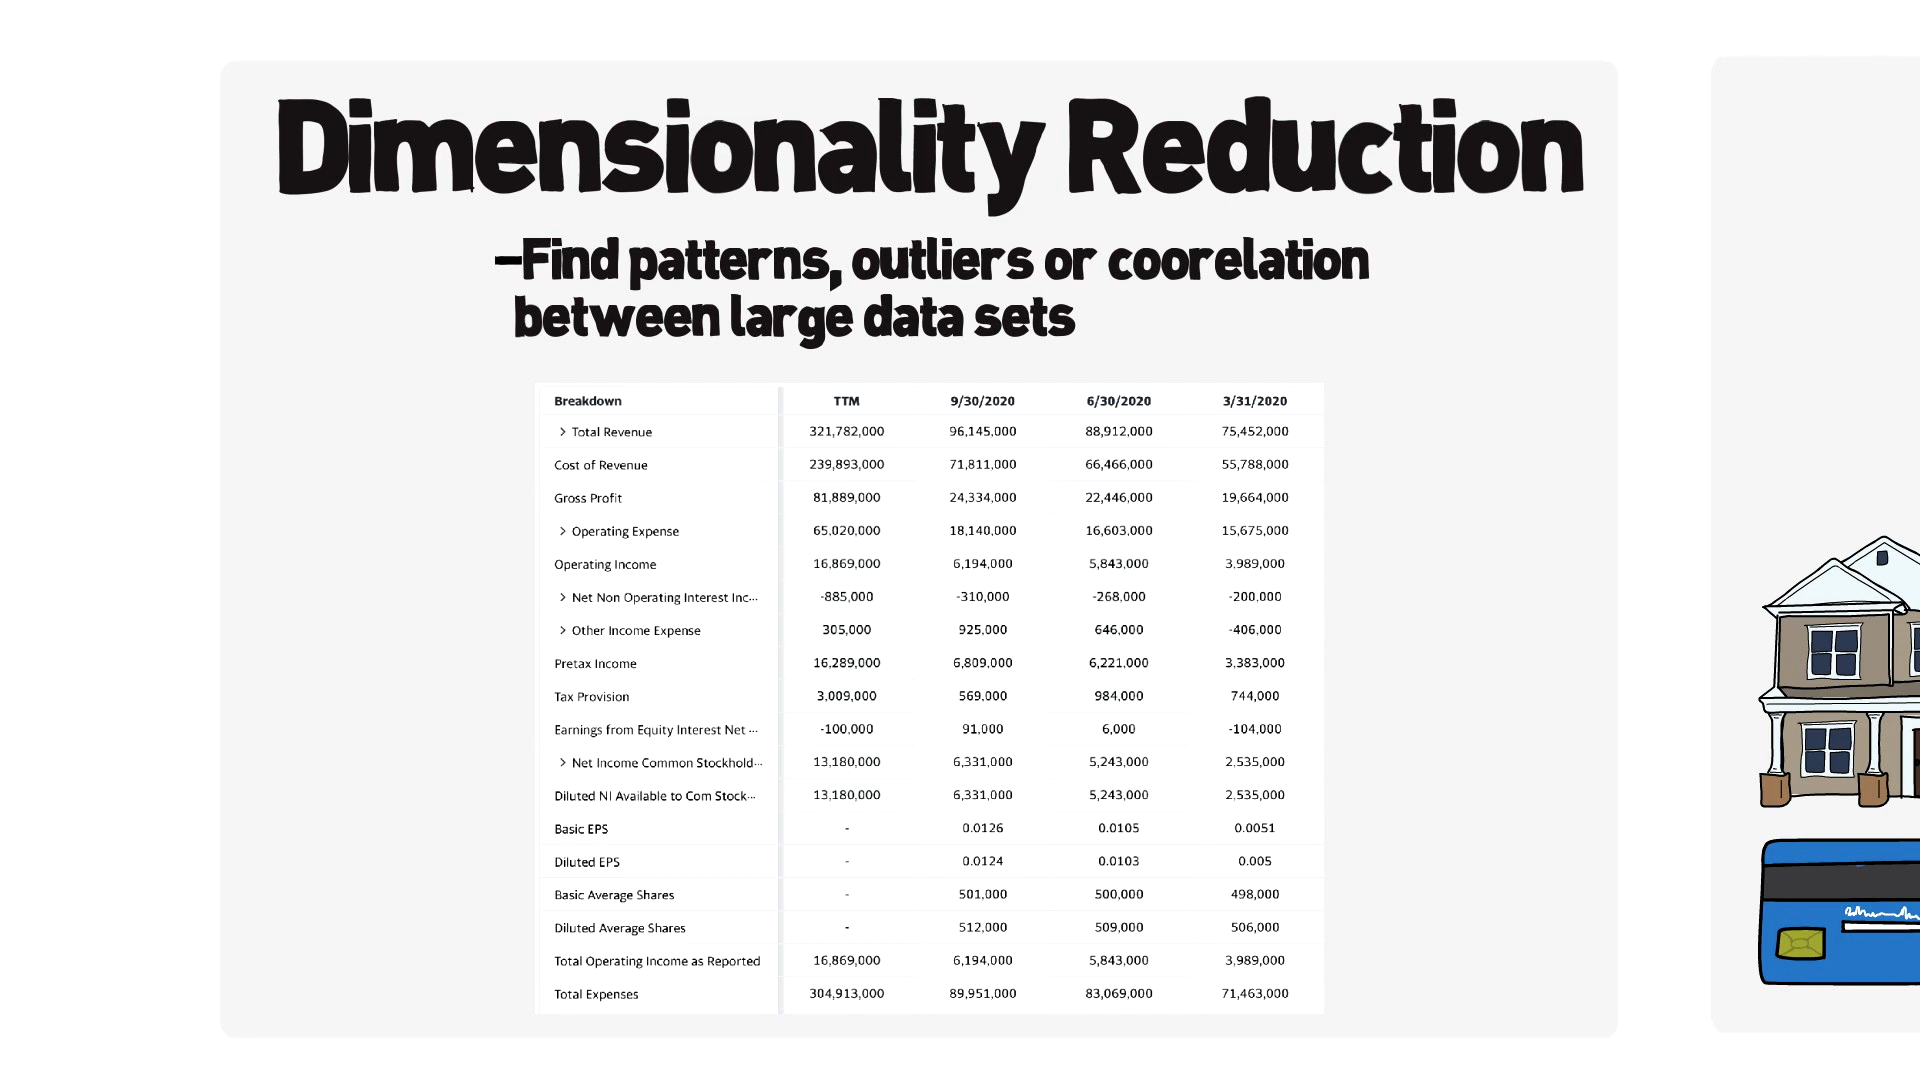 Dimensionality Reduction
-Find patterns, outliers or coorelation
between large data sets
Breakdown TTM 9/30/2020 6/30/2020 3/31/2020
> Total Revenue 321,782,000 96,145,000 88,912,000 75,452,000
Cost of Revenue 239,893,000 71,811,000 66,466,000 55,788,000
Gross Profit 81,889,000 24,334,000 22,446,000 19,664,000
> Operating Expense 65,020,000 18,140,000 16,603,000 15,675,000
Operating Income 16,869,000 6,194,000 5,843,000 3,989,000
> Net Non Operating Interest Inc... -885,000 -310,000 -268,000 -200,000
> Other Income Expense 305,000 925,000 646,000 -406,000
Pretax Income 16,289,000 6,809,000 6,221,000 3,383,000
Tax Provision 3,009,000 569,000 984,000 744,000
Earnings from Equity Interest Net ... -100,000 91,000 6,000 -104,000
> Net Income Common Stockhold... 13,180,000 6,331,000 5,243,000 2,535,000
Diluted NI Available to Com Stock... 13,180,000 6,331,000 5,243,000 2,535,000
Basic EPS - 0.0126 0.0105 0.0051
Diluted EPS - 0.0124 0.0103 0.005
Basic Average Shares - 501,000 500,000 498,000
Diluted Average Shares - 512,000 509,000 506,000
Total Operating Income as Reported 16,869,000 6,194,000 5,843,000 3,989,000
Total Expenses 304,913,000 89,951,000 83,069,000 71,463,000